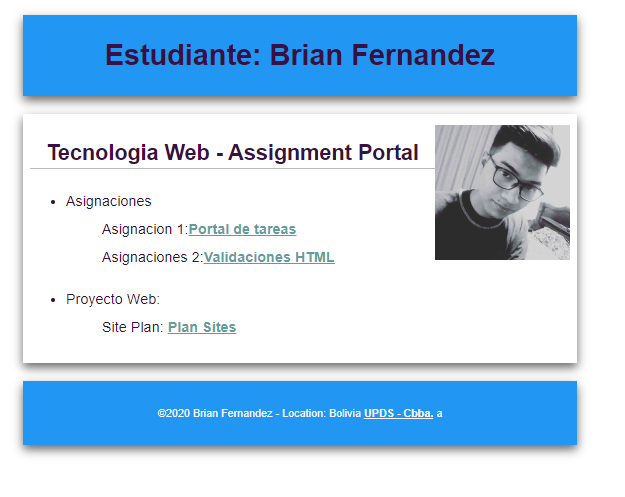 Estudiante: Brian Fernandez
Tecnologia Web - Assignment Portal
Asignaciones
Asignacion 1:Portal de tareas
Asignaciones 2:Validaciones HTML
Proyecto Web:
Site Plan: Plan Sites
©2020 Brian Fernandez - Location: Bolivia UPDS - Cbba. a